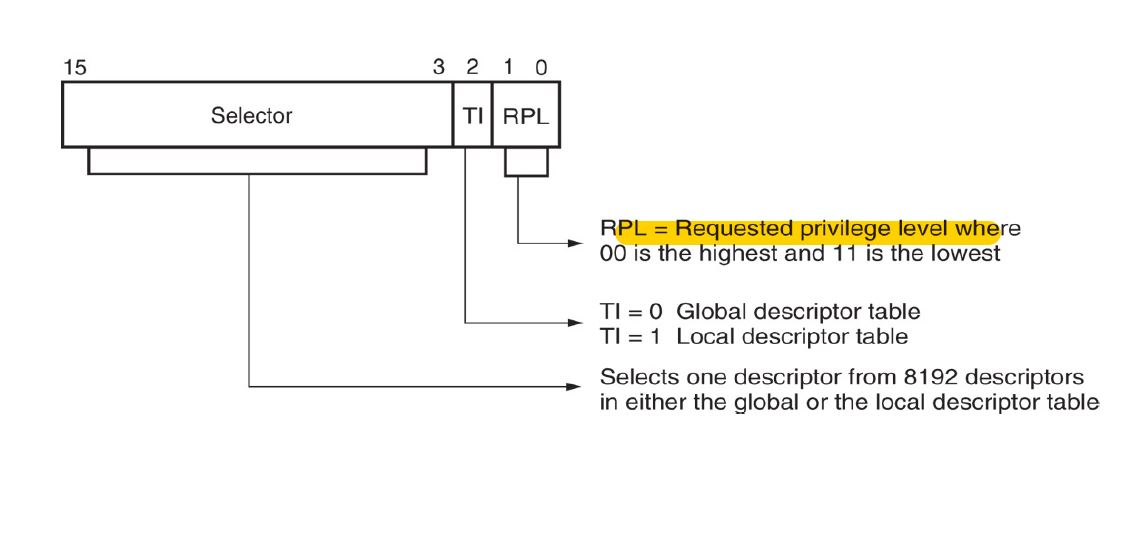 15 3 2 1 0
Selector TI RPL
RPL = Requested privilege level where
00 is the highest and 11 is the lowest
TI = 0 Global descriptor table
TI = 1 Local descriptor table
Selects one descriptor from 8192 descriptors
in either the global or the local descriptor table